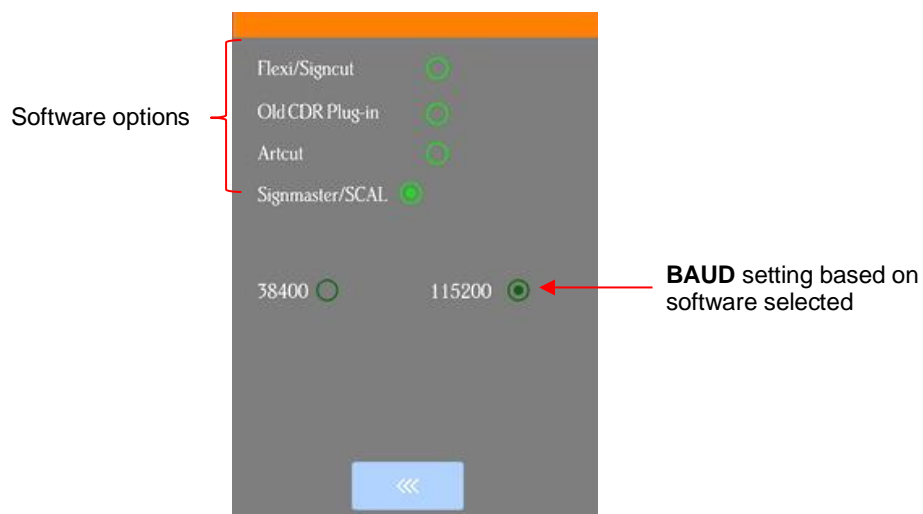 Flexi/Signcut
Software options
Old CDR Plug-in
Artcut
Signmaster/SCAL
38400
115200
BAUD setting based on
software selected